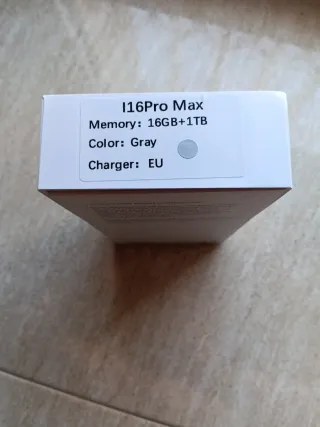 I16Pro Max
Memory: 16GB+1TB
Color: Gray
Charger: EU